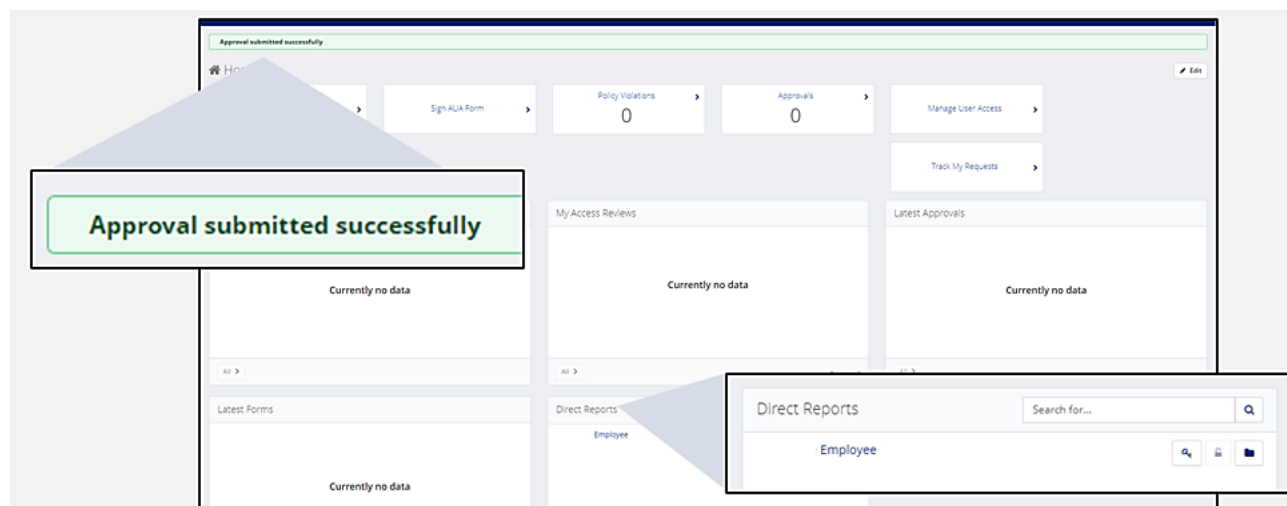 Approval submitted successfully
Edit
Sign AUA Form
Policy Violations
0
Approvals
0
Manage User Access
Track My Requests
Approval submitted successfully
My Access Reviews
Latest Approvals
Currently no data
Currently no data
Currently no data
All
All
All
Latest Forms
Direct Reports
Employee
Direct Reports
Search for...
Employee
Currently no data